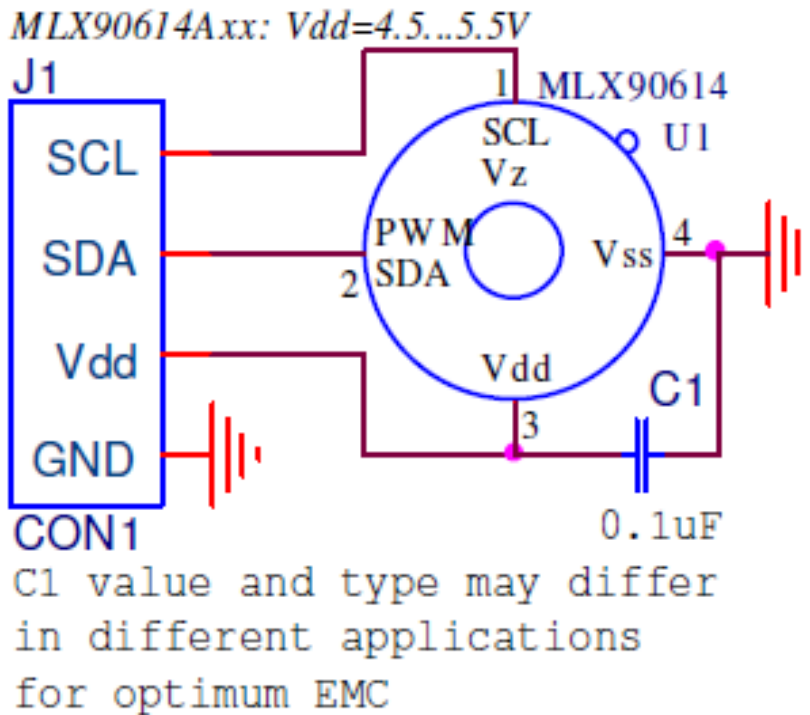 MLX90614Axx: Vdd=4.5...5.5V
J1
SCL
SDA
Vdd
GND
CON1
1
MLX90614
U1
SCL
Vz
PWM
SDA
2
Vss
4
Vdd
3
C1
0.1uF
C1 value and type may differ
in different applications
for optimum EMC